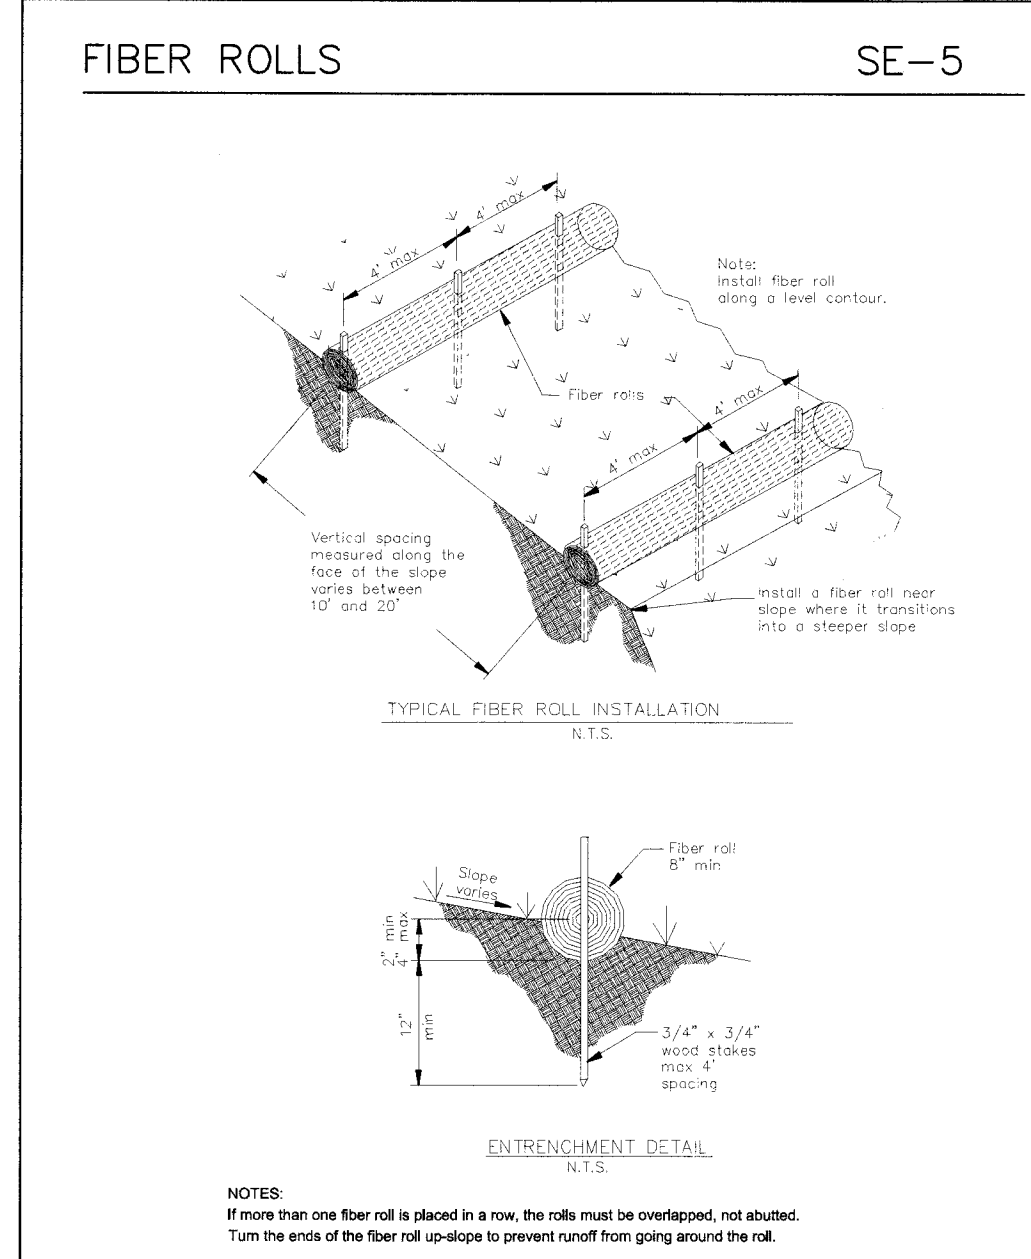 FIBER ROLLS
SE-5
4' max
4' max
Note:
Install fiber roll
along a level contour.
Fiber rolls
4' max
4' max
Vertical spacing
measured along the
face of the slope
varies between
10' and 20'
Install a fiber roll near
slope where it transitions
into a steeper slope
TYPICAL FIBER ROLL INSTALLATION
N.T.S.
Fiber roll
8" min
Slope
varies
2" min
4" max
12"
min
3/4" x 3/4"
wood stakes
max 4'
spacing
ENTRENCHMENT DETAIL
N.T.S.
NOTES:
If more than one fiber roll is placed in a row, the rolls must be overlapped, not abutted.
Turn the ends of the fiber roll up-slope to prevent runoff from going around the roll.